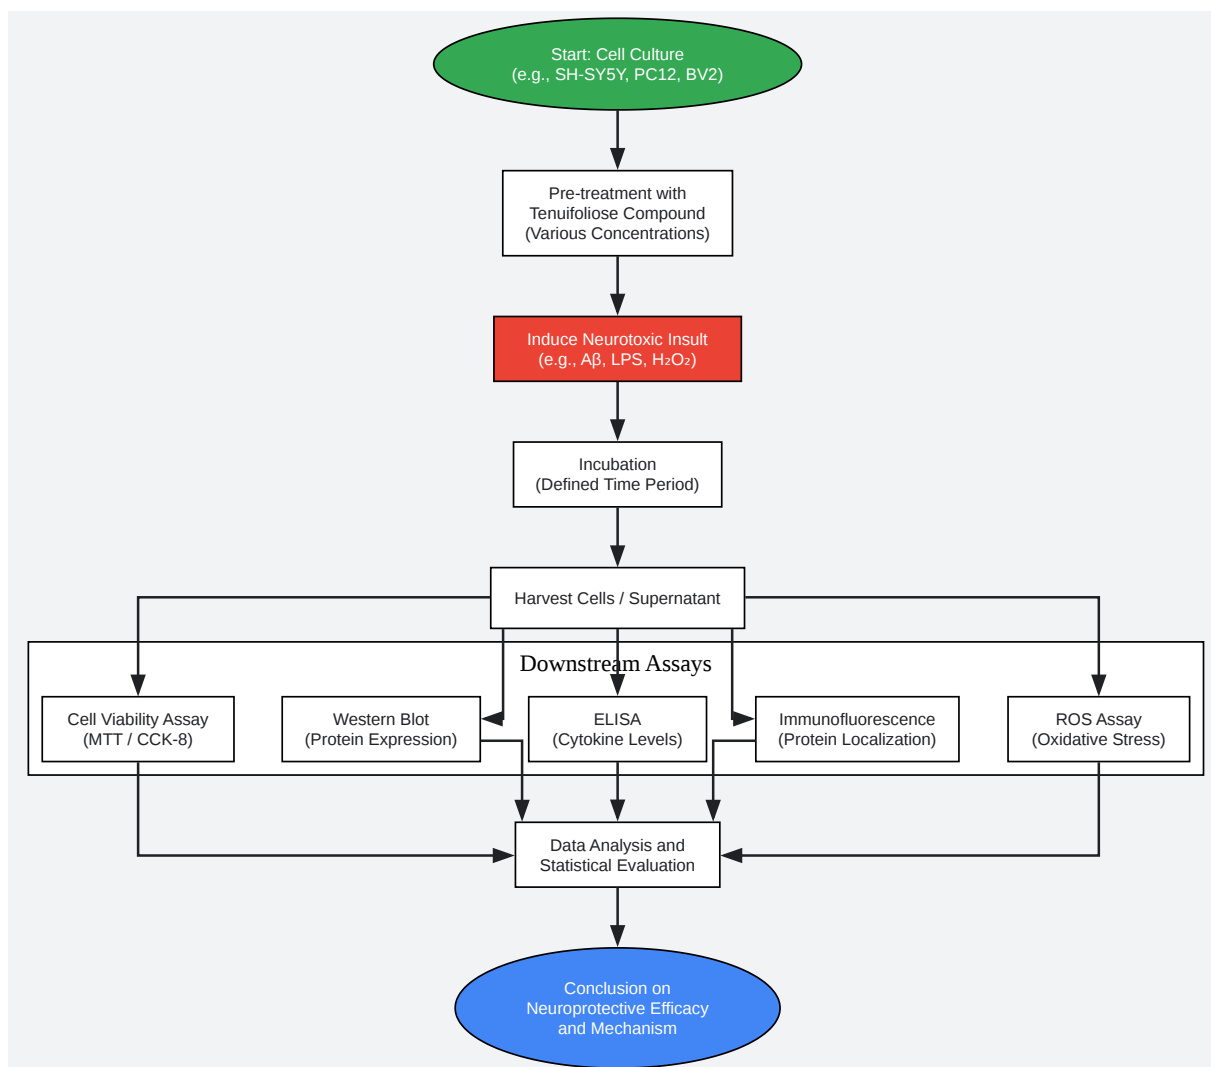 Start: Cell Culture
(e.g., SH-SY5Y, PC12, BV2)
Pre-treatment with
Tenuifoliose Compound
(Various Concentrations)
Induce Neurotoxic Insult
(e.g., Aβ, LPS, H₂O₂)
Incubation
(Defined Time Period)
Harvest Cells / Supernatant
Downstream Assays
Cell Viability Assay
(MTT / CCK-8)
Western Blot
(Protein Expression)
ELISA
(Cytokine Levels)
Immunofluorescence
(Protein Localization)
ROS Assay
(Oxidative Stress)
Data Analysis and
Statistical Evaluation
Conclusion on
Neuroprotective Efficacy
and Mechanism